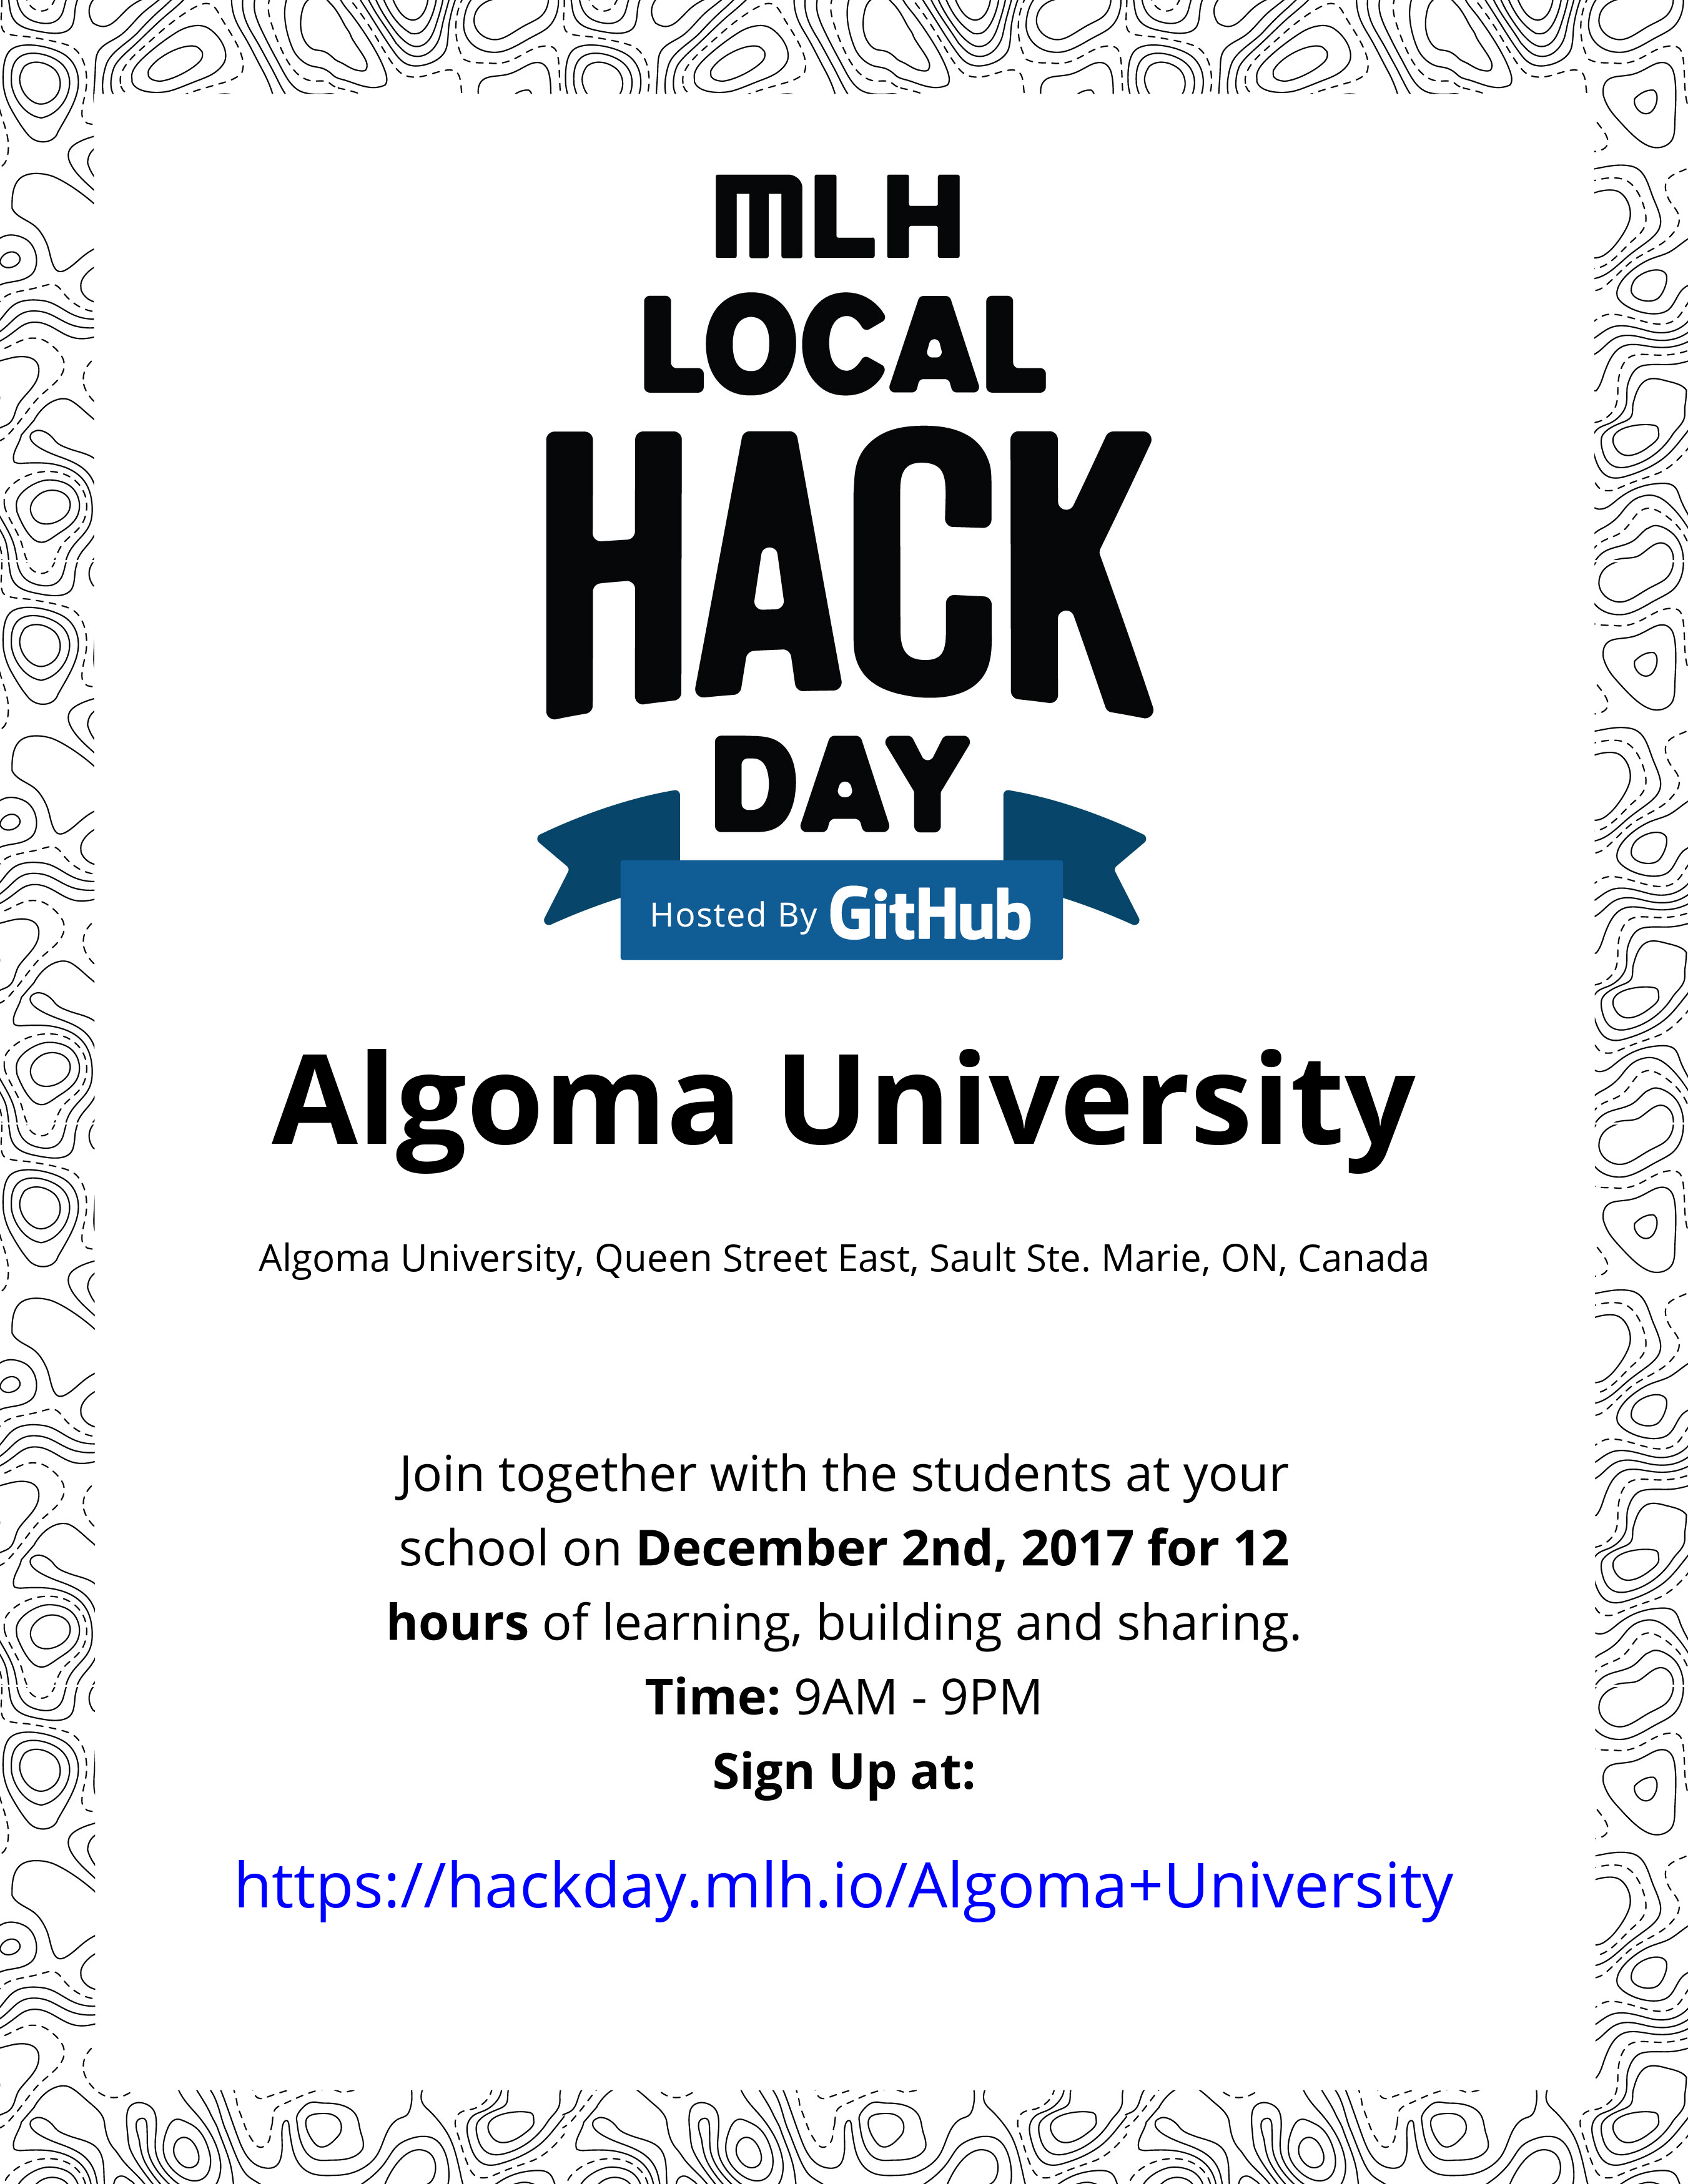 MLH
LOCAL
HACK
DAY
Hosted By GitHub
Algoma University
Algoma University, Queen Street East, Sault Ste. Marie, ON, Canada
Join together with the students at your
school on December 2nd, 2017 for 12
hours of learning, building and sharing.
Time: 9AM - 9PM
Sign Up at:
https://hackday.mlh.io/Algoma+University